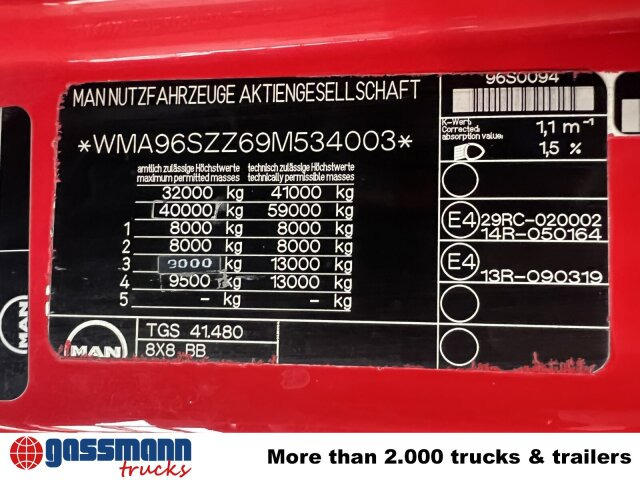 MAN NUTZFAHRZEUGE AKTIENGESELLSCHAFT
*WMA96SZZ69M534003*
amtlich zulässige Höchstwerte technisch zulässige Höchstwerte
maximum permitted masses technically permissible masses
32000 kg 41000 kg
40000 kg 59000 kg
1 8000 kg 8000 kg
2 8000 kg 8000 kg
3 9000 kg 13000 kg
4 9500 kg 13000 kg
5 – kg – kg
MAN
TGS 41.480
8X8 BB
96S0094
K-Wert:
Corrected absorption value: 1,1 m⁻¹
1,5 %
E4 29RC-020002
14R-050164
E4 13R-090319
gassmann
trucks
More than 2.000 trucks & trailers